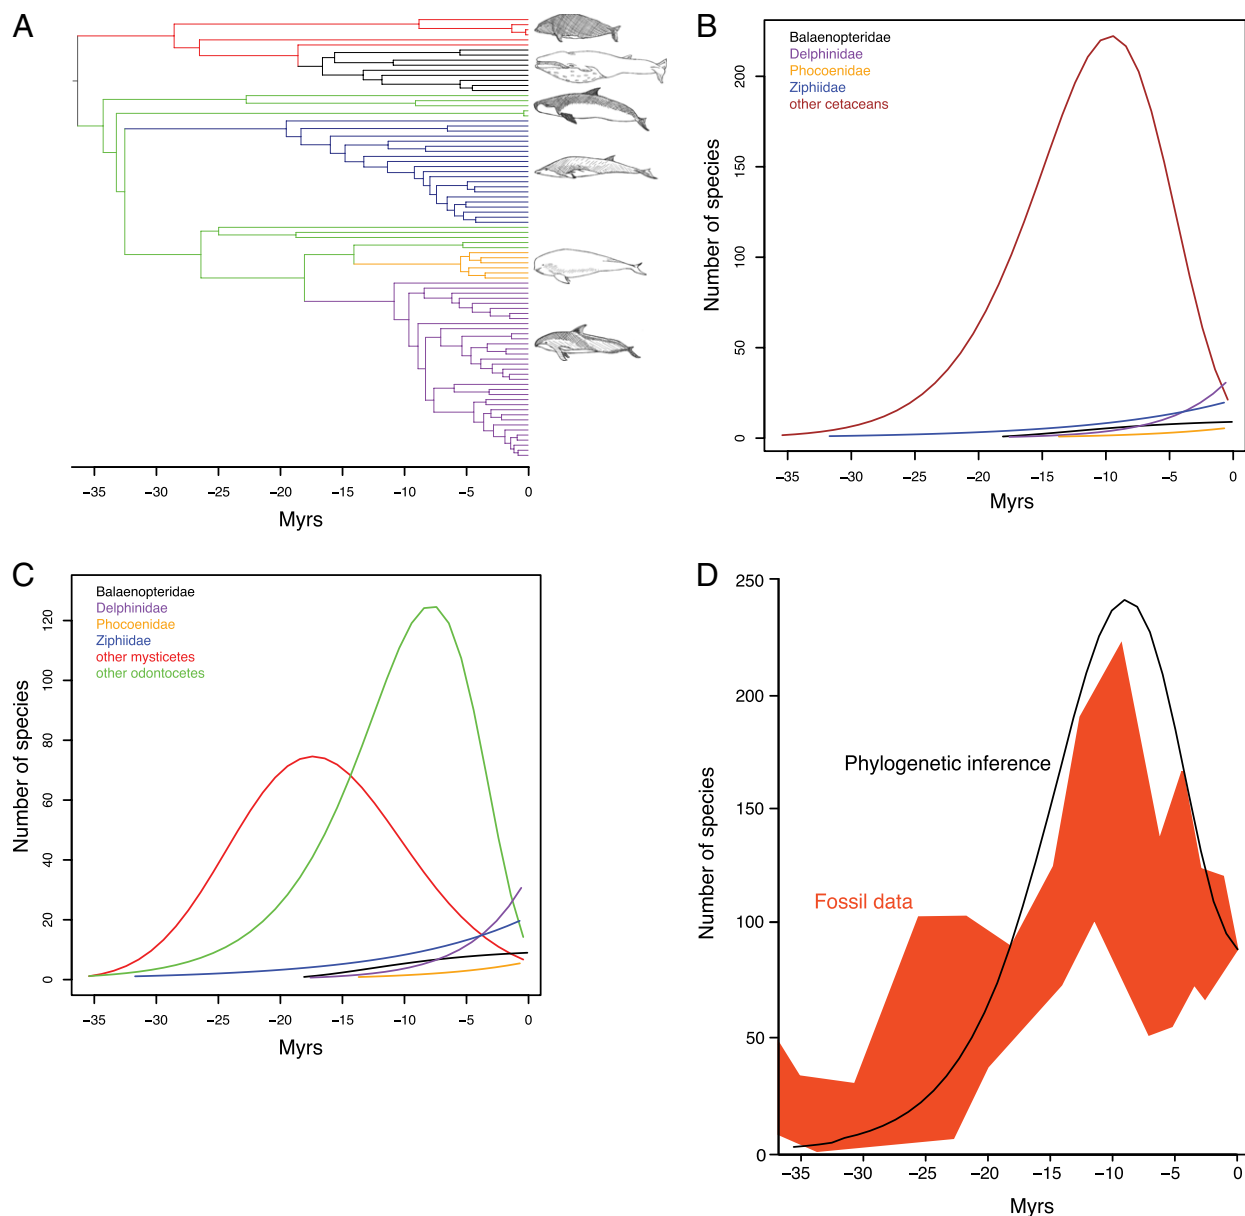 A
−35 −30 −25 −20 −15 −10 −5 0
Myrs
B
Balaenopteridae
Delphinidae
Phocoenidae
Ziphiidae
other cetaceans
Number of species
0 50 100 150 200
−35 −30 −25 −20 −15 −10 −5 0
Myrs
C
Balaenopteridae
Delphinidae
Phocoenidae
Ziphiidae
other mysticetes
other odontocetes
Number of species
0 20 40 60 80 100 120
−35 −30 −25 −20 −15 −10 −5 0
Myrs
D
250
200
150
100
50
0
Number of species
Phylogenetic inference
Fossil data
−35 −30 −25 −20 −15 −10 −5 0
Myrs